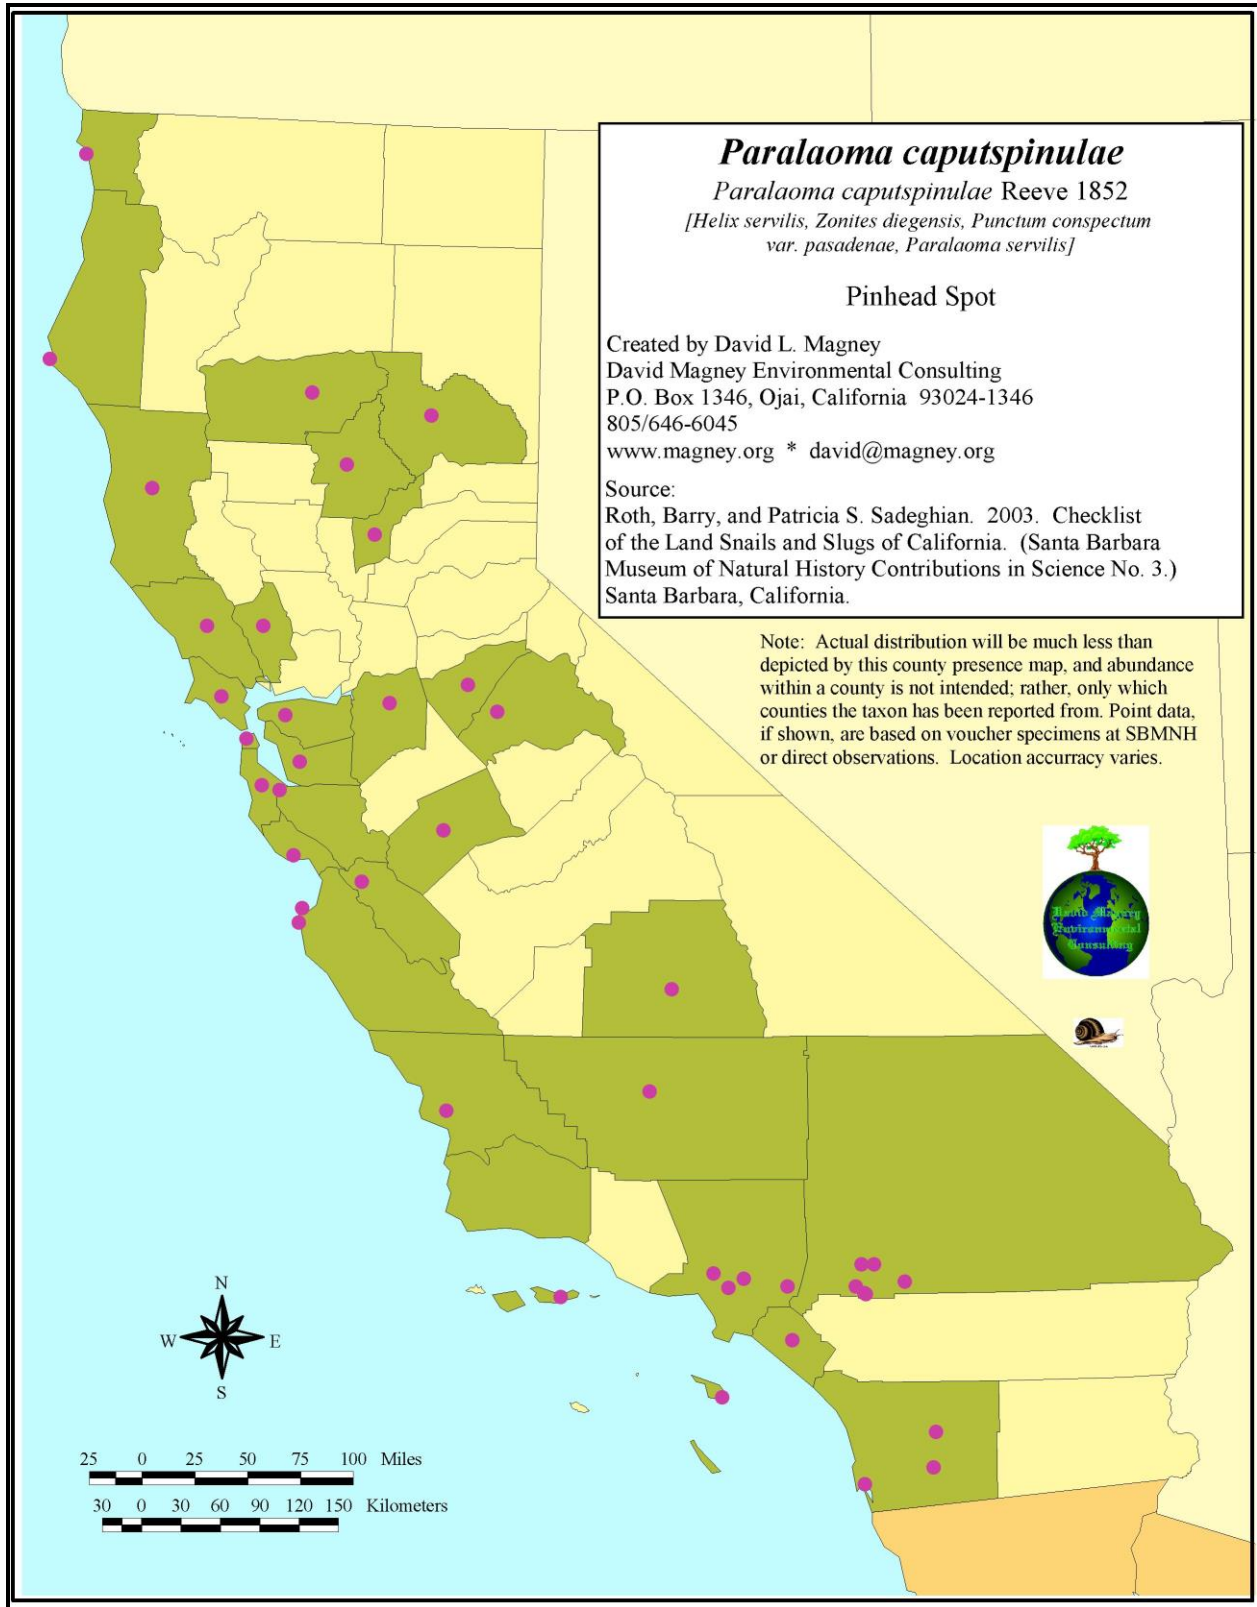 Paralaoma caputspinulae
Paralaoma caputspinulae Reeve 1852
[Helix servilis, Zonites diegensis, Punctum conspectum
var. pasadenae, Paralaoma servilis]
Pinhead Spot
Created by David L. Magney
David Magney Environmental Consulting
P.O. Box 1346, Ojai, California 93024-1346
805/646-6045
www.magney.org * david@magney.org
Source:
Roth, Barry, and Patricia S. Sadeghian. 2003. Checklist
of the Land Snails and Slugs of California. (Santa Barbara
Museum of Natural History Contributions in Science No. 3.)
Santa Barbara, California.
Note: Actual distribution will be much less than
depicted by this county presence map, and abundance
within a county is not intended; rather, only which
counties the taxon has been reported from. Point data,
if shown, are based on voucher specimens at SBMNH
or direct observations. Location accurracy varies.
David Magney
Environmental
Consulting
N
W E
S
25 0 25 50 75 100 Miles
30 0 30 60 90 120 150 Kilometers